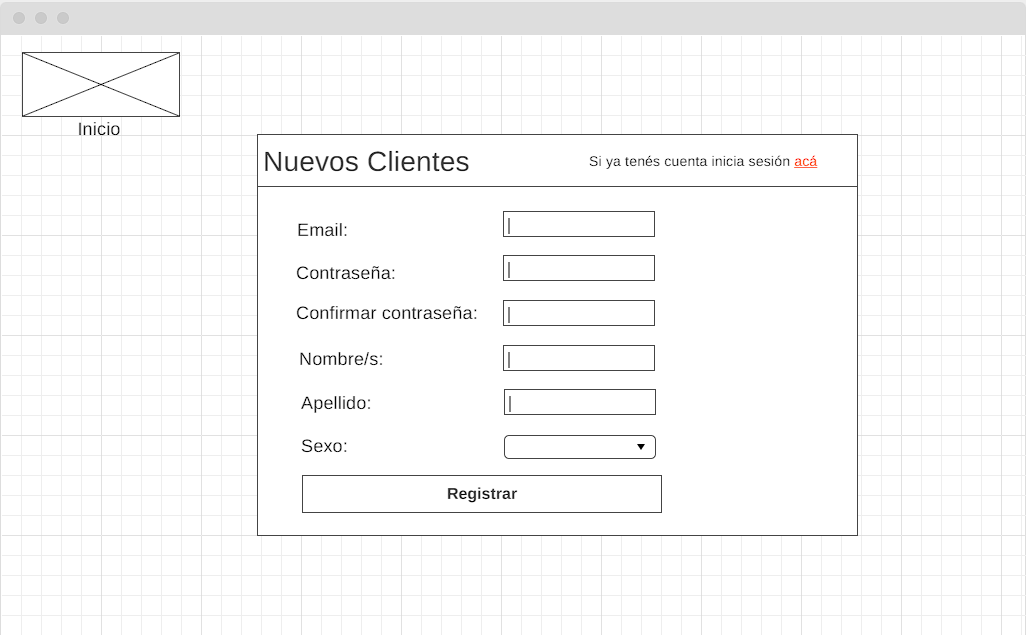 Inicio
Nuevos Clientes
Si ya tenés cuenta inicia sesión acá
Email:
Contraseña:
Confirmar contraseña:
Nombre/s:
Apellido:
Sexo:
Registrar